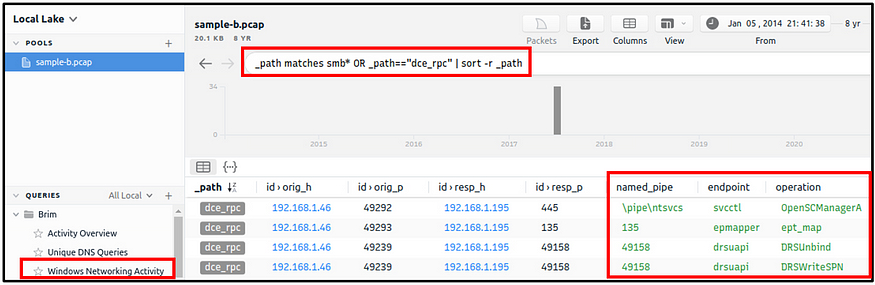 Local Lake
POOLS +
sample-b.pcap
QUERIES All Local +
Brim
Activity Overview
Unique DNS Queries
Windows Networking Activity
sample-b.pcap
20.1 KB 8 YR
Packets Export Columns View
Jan 05 , 2014 21 : 41 : 38 8 yr
From
_path matches smb* OR _path=="dce_rpc" | sort -r _path
34
0
2015 2016 2017 2018 2019 2020
{···}
_path id › orig_h id › orig_p id › resp_h id › resp_p named_pipe endpoint operation
dce_rpc 192.168.1.46 49292 192.168.1.195 445 \pipe\ntsvcs svcctl OpenSCManagerA
dce_rpc 192.168.1.46 49293 192.168.1.195 135 135 epmapper ept_map
dce_rpc 192.168.1.46 49239 192.168.1.195 49158 49158 drsuapi DRSUnbind
dce_rpc 192.168.1.46 49239 192.168.1.195 49158 49158 drsuapi DRSWriteSPN